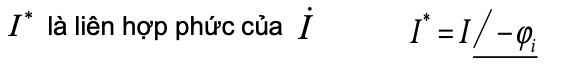 I* là liên hợp phức của İ I* = I∠−φᵢ